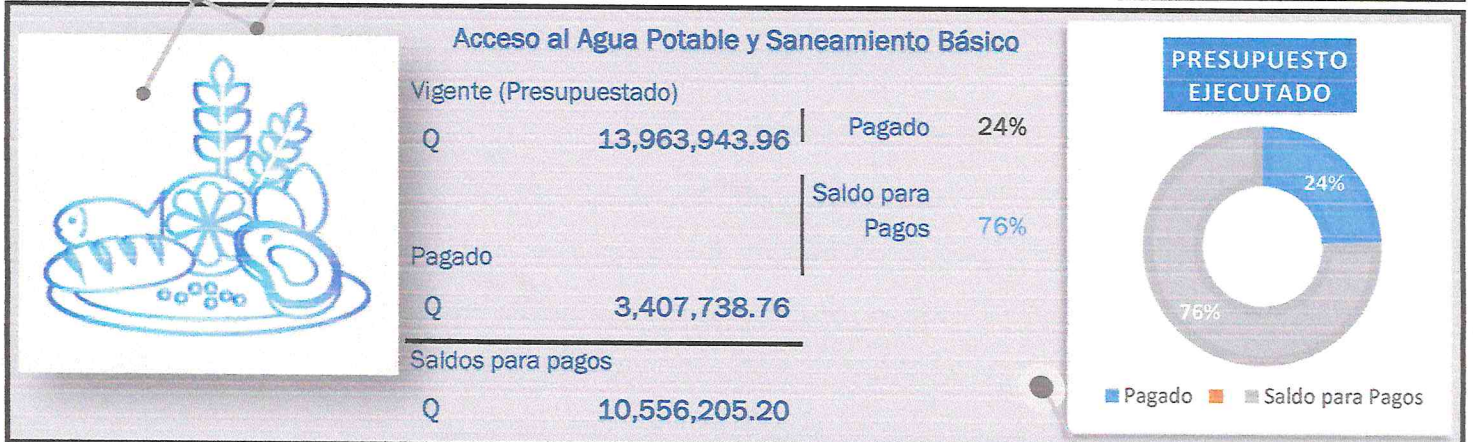 Acceso al Agua Potable y Saneamiento Básico
Vigente (Presupuestado)
Q 13,963,943.96
Pagado 24%
Saldo para
Pagos 76%
Pagado
Q 3,407,738.76
Saldos para pagos
Q 10,556,205.20
PRESUPUESTO
EJECUTADO
24%
76%
Pagado Saldo para Pagos